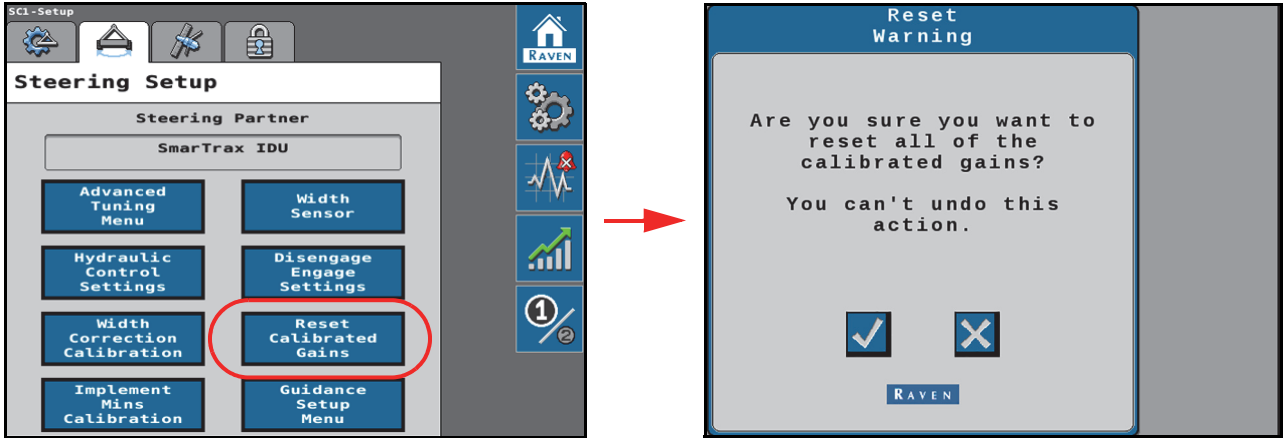 SC1-Setup
RAVEN
Steering Setup
Steering Partner
SmarTrax IDU
Advanced
Tuning
Menu
Width
Sensor
Hydraulic
Control
Settings
Disengage
Engage
Settings
Width
Correction
Calibration
Reset
Calibrated
Gains
Implement
Mins
Calibration
Guidance
Setup
Menu
1
2
Reset
Warning
Are you sure you want to
reset all of the
calibrated gains?
You can't undo this
action.
RAVEN